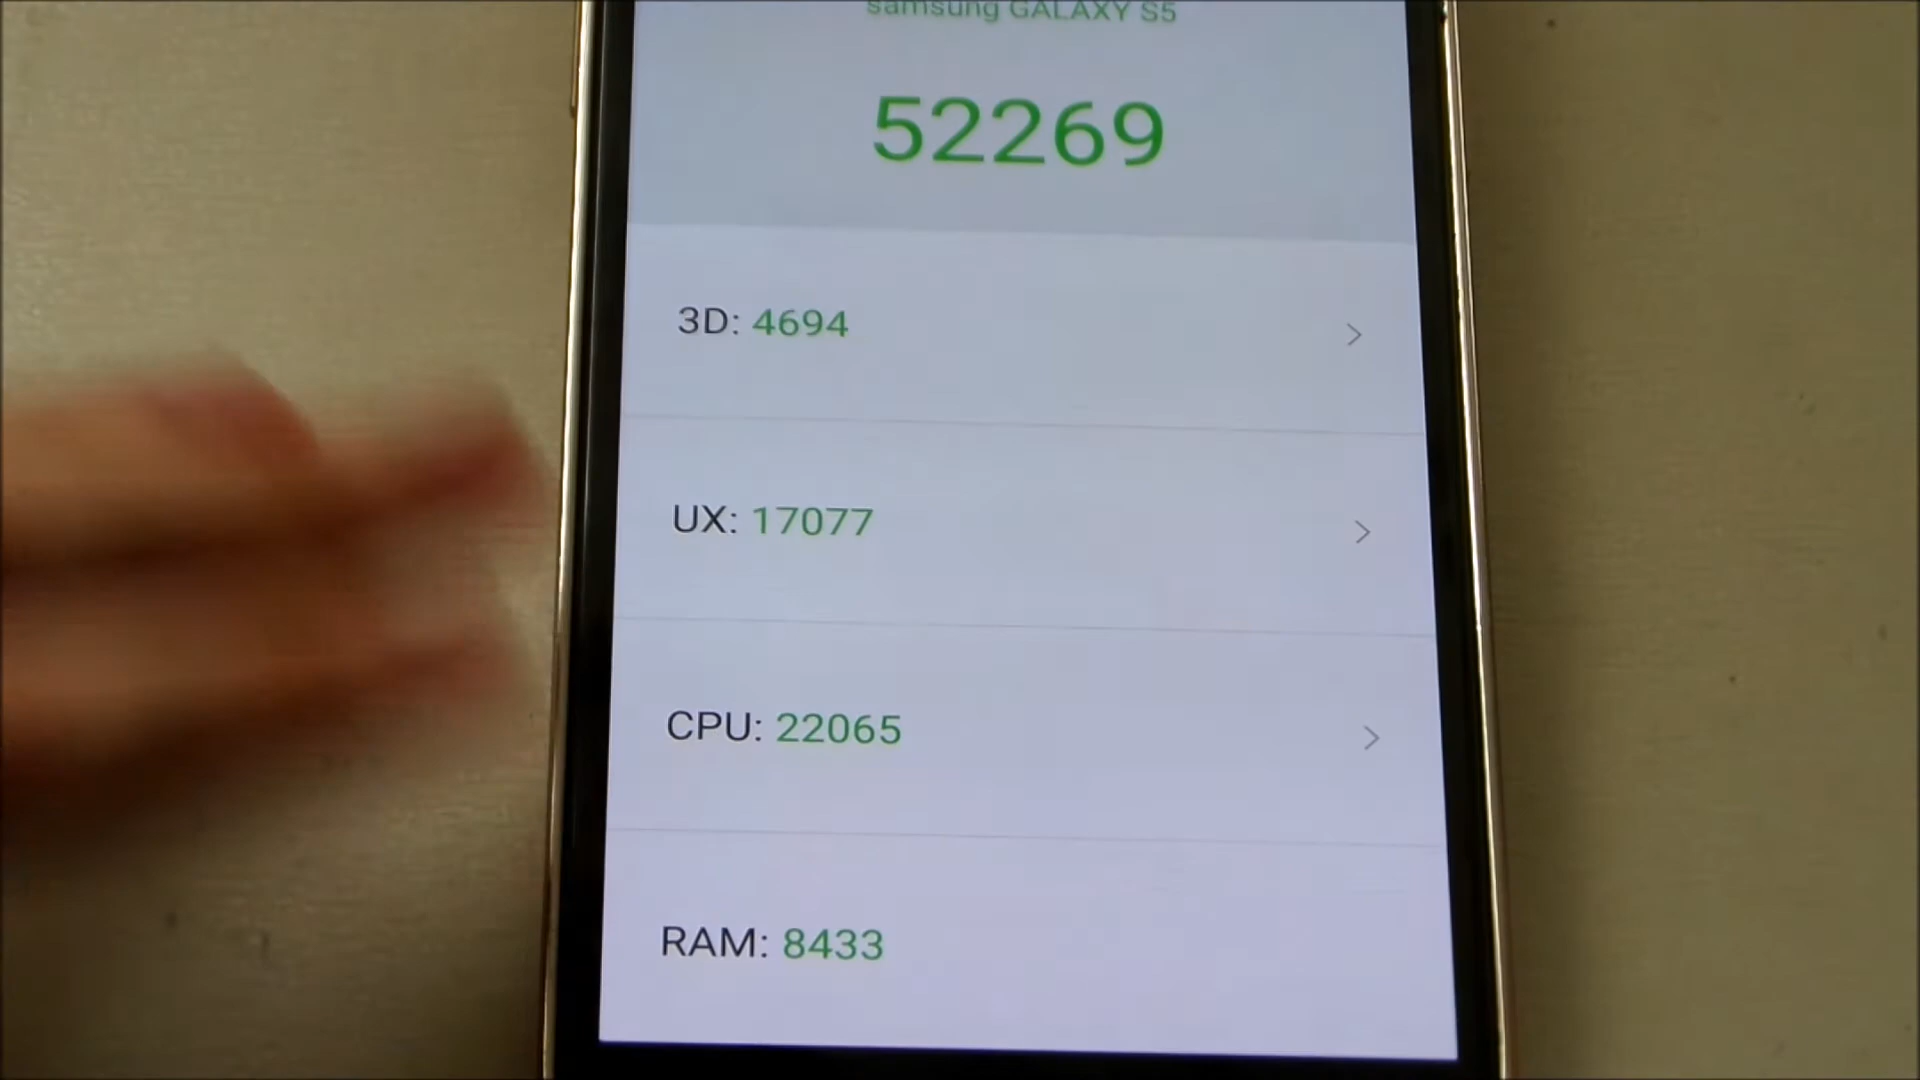 samsung GALAXY S5
52269
3D: 4694
UX: 17077
CPU: 22065
RAM: 8433